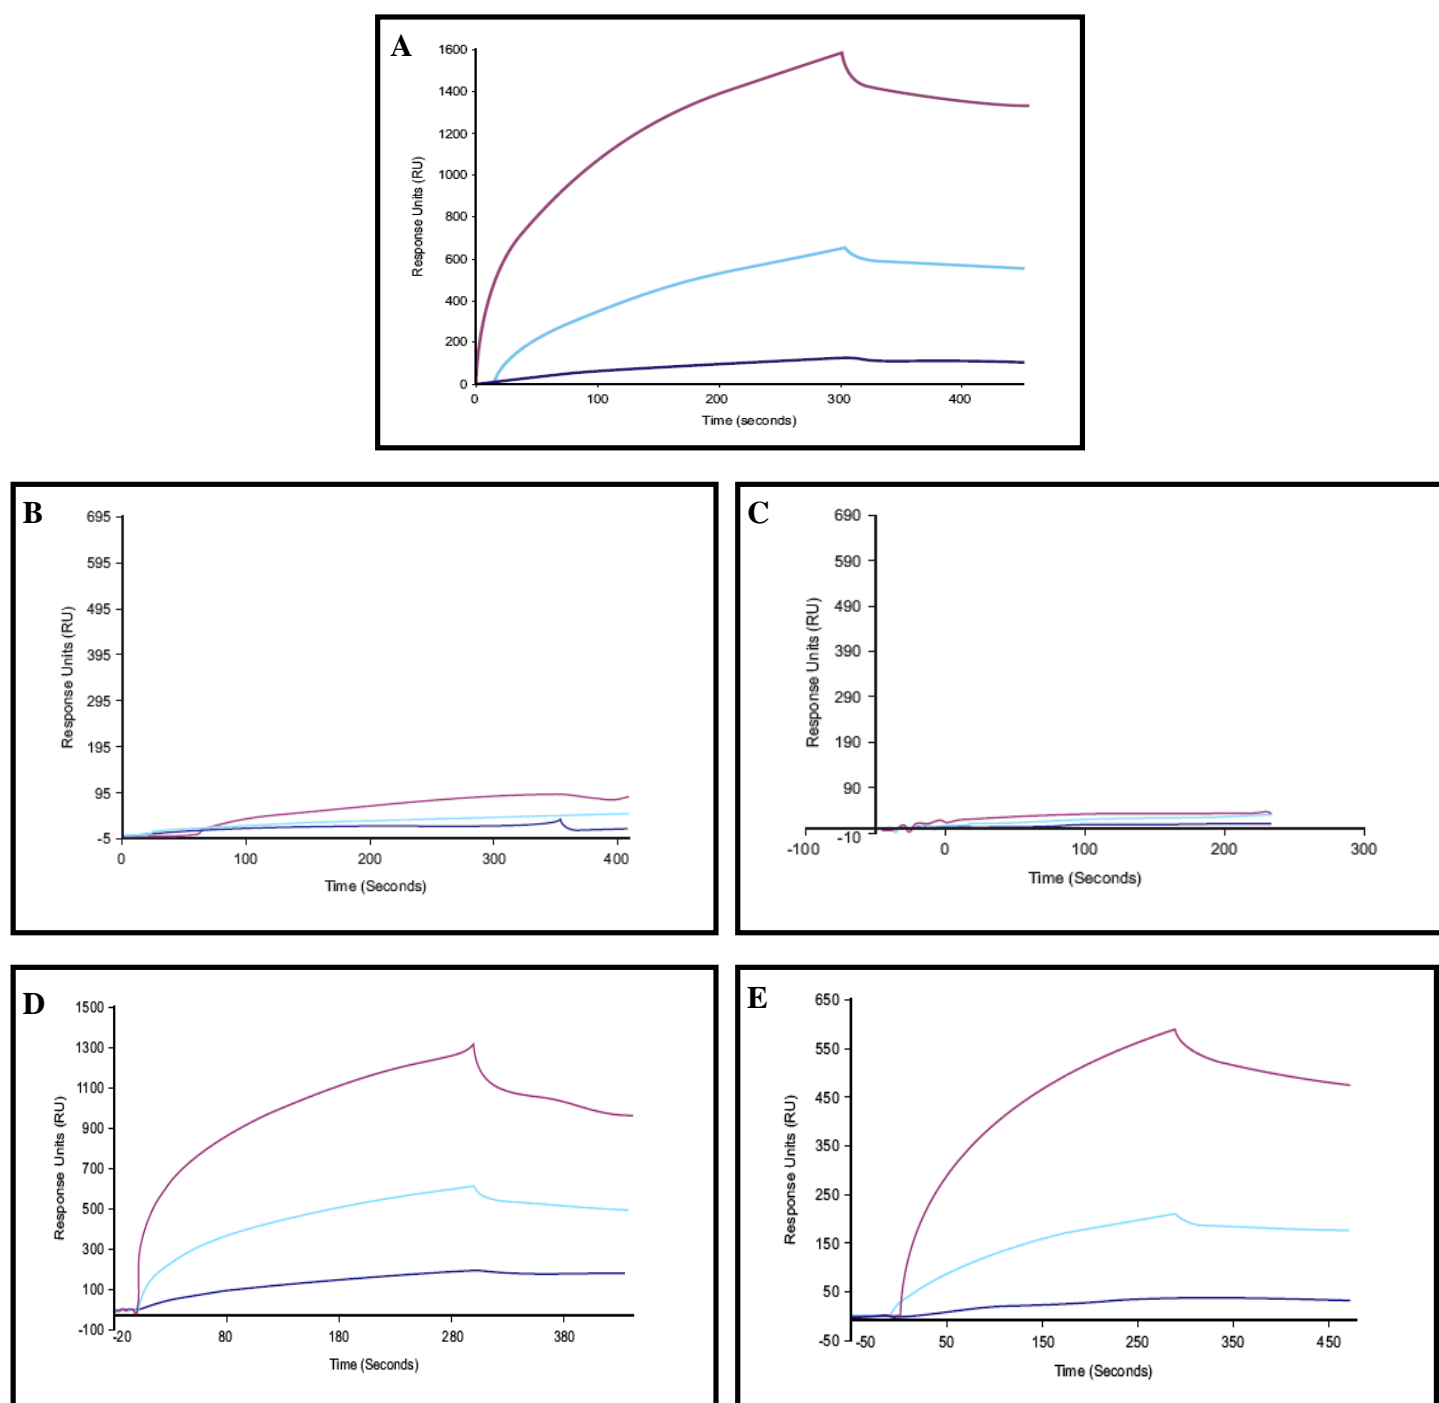 A
1600
1400
1200
1000
800
600
400
200
0
Response Units (RU)
0 100 200 300 400
Time (seconds)
B
695
595
495
395
295
195
95
-5
Response Units (RU)
0 100 200 300 400
Time (Seconds)
C
690
590
490
390
290
190
90
-10
Response Units (RU)
-100 0 100 200 300
Time (Seconds)
D
1500
1300
1100
900
700
500
300
100
-100
Response Units (RU)
-20 80 180 280 380
Time (Seconds)
E
650
550
450
350
250
150
50
-50
Response Units (RU)
-50 50 150 250 350 450
Time (Seconds)